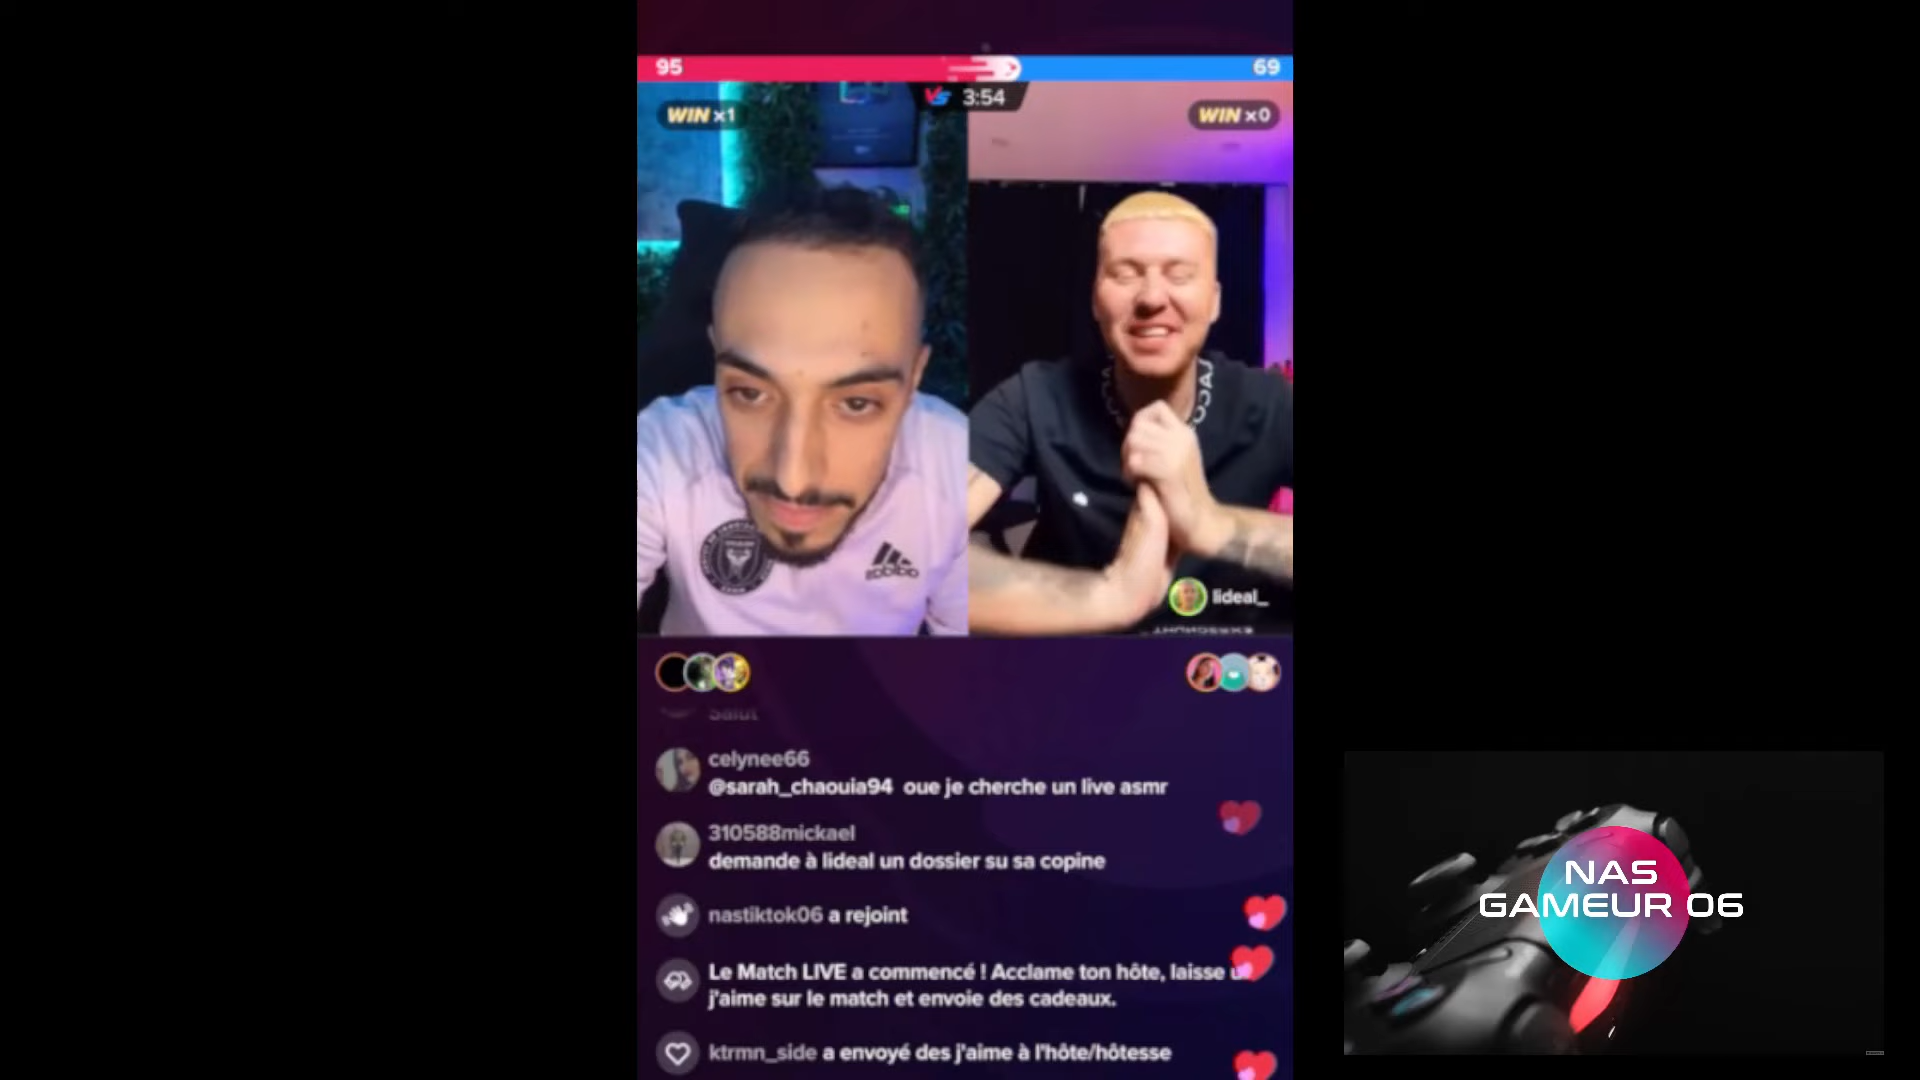 95
69
VS 3:54
WIN x1
WIN x0
lideal_
Salut
celynee66
@sarah_chaouia94 oue je cherche un live asmr
310588mickael
demande à lideal un dossier su sa copine
nastiktok06 a rejoint
Le Match LIVE a commencé ! Acclame ton hôte, laisse
j'aime sur le match et envoie des cadeaux.
ktrmn_side a envoyé des j'aime à l'hôte/hôtesse
NAS
GAMEUR 06